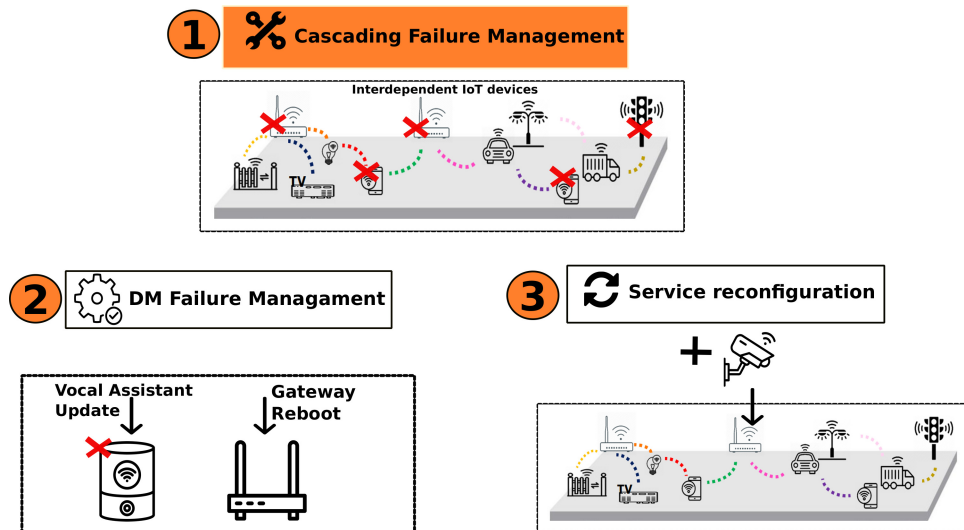 1
Cascading Failure Management
Interdependent IoT devices
TV
2
DM Failure Managament
Vocal Assistant
Update
Gateway
Reboot
3
Service reconfiguration
+
TV